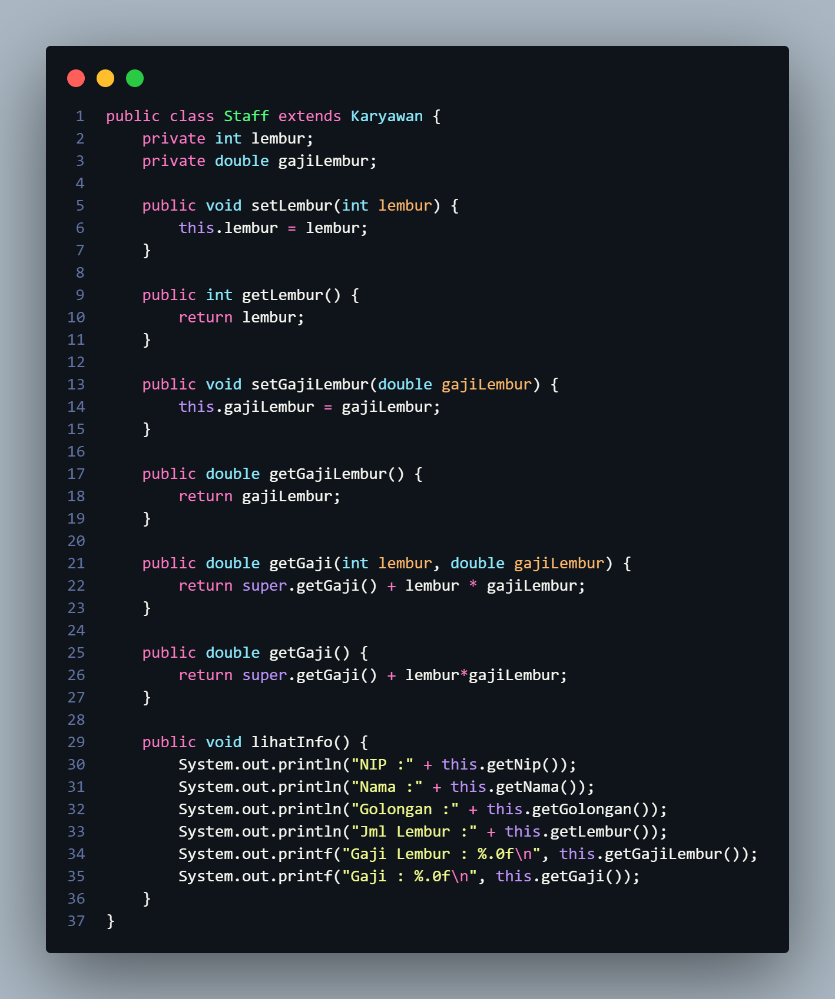 1 public class Staff extends Karyawan {
2     private int lembur;
3     private double gajiLembur;
4
5     public void setLembur(int lembur) {
6         this.lembur = lembur;
7     }
8
9     public int getLembur() {
10         return lembur;
11     }
12
13     public void setGajiLembur(double gajiLembur) {
14         this.gajiLembur = gajiLembur;
15     }
16
17     public double getGajiLembur() {
18         return gajiLembur;
19     }
20
21     public double getGaji(int lembur, double gajiLembur) {
22         return super.getGaji() + lembur * gajiLembur;
23     }
24
25     public double getGaji() {
26         return super.getGaji() + lembur*gajiLembur;
27     }
28
29     public void lihatInfo() {
30         System.out.println("NIP :" + this.getNip());
31         System.out.println("Nama :" + this.getNama());
32         System.out.println("Golongan :" + this.getGolongan());
33         System.out.println("Jml Lembur :" + this.getLembur());
34         System.out.printf("Gaji Lembur : %.0f\n", this.getGajiLembur());
35         System.out.printf("Gaji : %.0f\n", this.getGaji());
36     }
37 }